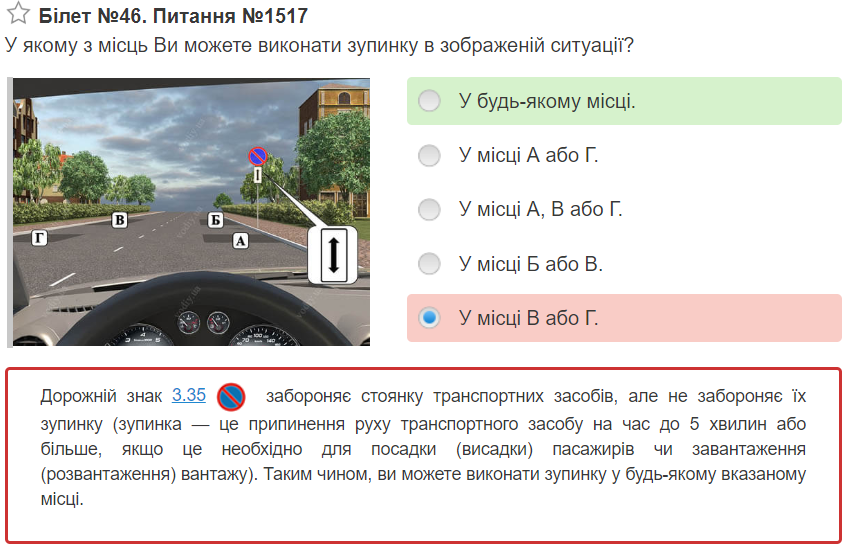 Білет №46. Питання №1517
У якому з місць Ви можете виконати зупинку в зображеній ситуації?
В
Б
Г
А
У будь-якому місці.
У місці А або Г.
У місці А, В або Г.
У місці Б або В.
У місці В або Г.
Дорожній знак 3.35 забороняє стоянку транспортних засобів, але не забороняє їх
зупинку (зупинка — це припинення руху транспортного засобу на час до 5 хвилин або
більше, якщо це необхідно для посадки (висадки) пасажирів чи завантаження
(розвантаження) вантажу). Таким чином, ви можете виконати зупинку у будь-якому вказаному
місці.